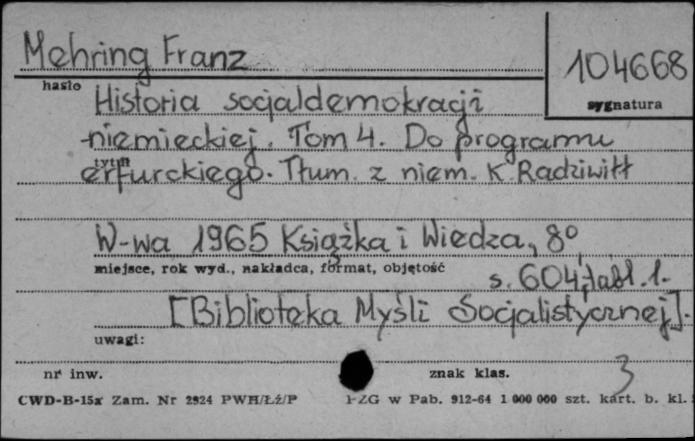 Mehring Franz
104668
hasło
sygnatura
Historia socjaldemokracji
niemieckiej. Tom 4. Do programu
tytuł
erfurckiego. Tłum. z niem. K. Radziwiłł
W-wa 1965 Książka i Wiedza, 8°,
miejsce, rok wyd., nakładca, format, objętość
s. 604, tabl. 1.
[Biblioteka Myśli Socjalistycznej].
uwagi:
nr inw.
znak klas.
3
CWD-B-15a Zam. Nr 2924 PWH/Łź/P
PZG w Pab. 912-64 1 000 000 szt. kart. b. kl.